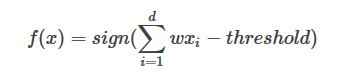 f(x) = sign(∑_{i=1}^{d} wx_i − threshold)